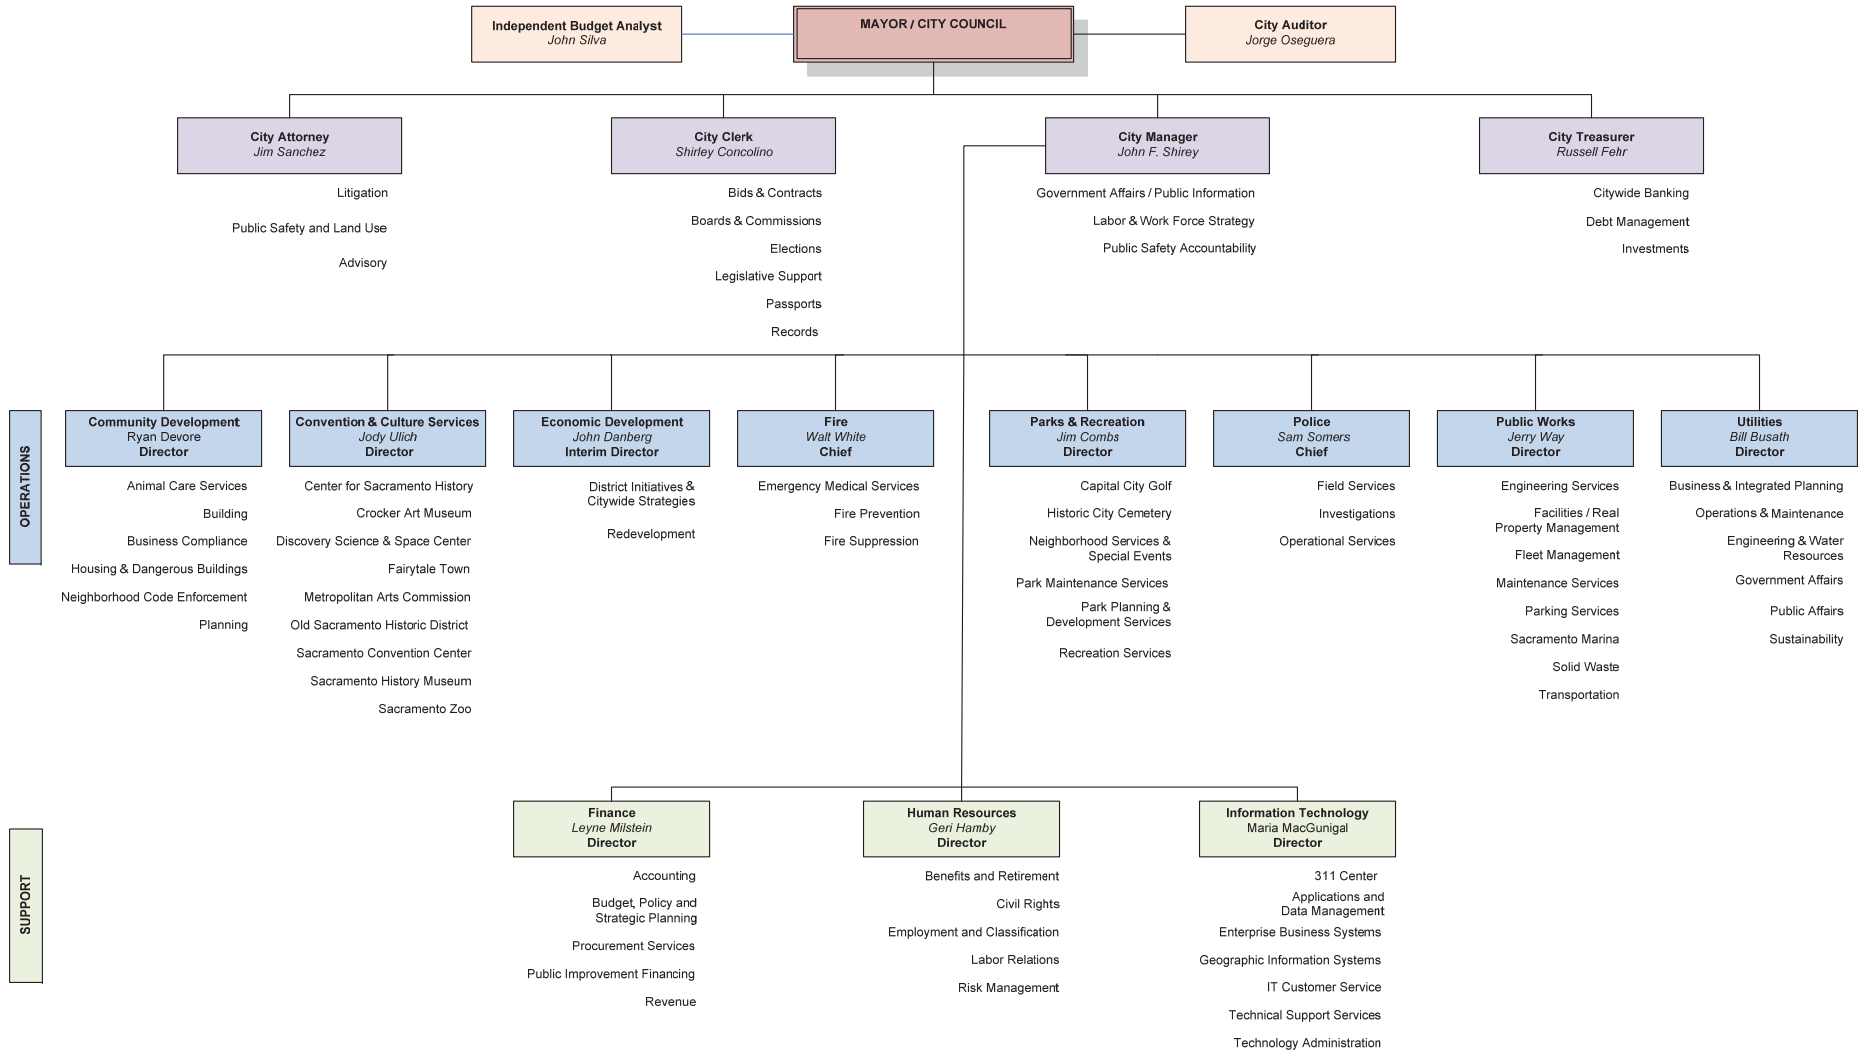 Independent Budget Analyst
John Silva
MAYOR / CITY COUNCIL
City Auditor
Jorge Oseguera
City Attorney
Jim Sanchez
Litigation
Public Safety and Land Use
Advisory
City Clerk
Shirley Concolino
Bids & Contracts
Boards & Commissions
Elections
Legislative Support
Passports
Records
City Manager
John F. Shirey
Government Affairs / Public Information
Labor & Work Force Strategy
Public Safety Accountability
City Treasurer
Russell Fehr
Citywide Banking
Debt Management
Investments
OPERATIONS
Community Development
Ryan Devore
Director
Animal Care Services
Building
Business Compliance
Housing & Dangerous Buildings
Neighborhood Code Enforcement
Planning
Convention & Culture Services
Jody Ulich
Director
Center for Sacramento History
Crocker Art Museum
Discovery Science & Space Center
Fairytale Town
Metropolitan Arts Commission
Old Sacramento Historic District
Sacramento Convention Center
Sacramento History Museum
Sacramento Zoo
Economic Development
John Danberg
Interim Director
District Initiatives &
Citywide Strategies
Redevelopment
Fire
Walt White
Chief
Emergency Medical Services
Fire Prevention
Fire Suppression
Parks & Recreation
Jim Combs
Director
Capital City Golf
Historic City Cemetery
Neighborhood Services &
Special Events
Park Maintenance Services
Park Planning &
Development Services
Recreation Services
Police
Sam Somers
Chief
Field Services
Investigations
Operational Services
Public Works
Jerry Way
Director
Engineering Services
Facilities / Real
Property Management
Fleet Management
Maintenance Services
Parking Services
Sacramento Marina
Solid Waste
Transportation
Utilities
Bill Busath
Director
Business & Integrated Planning
Operations & Maintenance
Engineering & Water
Resources
Government Affairs
Public Affairs
Sustainability
SUPPORT
Finance
Leyne Milstein
Director
Accounting
Budget, Policy and
Strategic Planning
Procurement Services
Public Improvement Financing
Revenue
Human Resources
Geri Hamby
Director
Benefits and Retirement
Civil Rights
Employment and Classification
Labor Relations
Risk Management
Information Technology
Maria MacGunigal
Director
311 Center
Applications and
Data Management
Enterprise Business Systems
Geographic Information Systems
IT Customer Service
Technical Support Services
Technology Administration